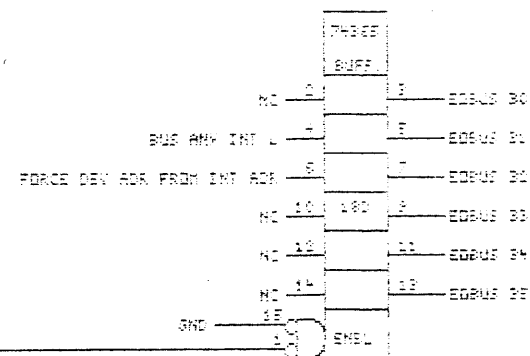 74365
BUFF.
NC 2 3 EDBUS 30
BUS ANY INT L 4 5 EDBUS 31
FORCE DEV ADR FROM INT ADR 6 7 EDBUS 32
NC 10 9 EDBUS 33
NC 12 11 EDBUS 34
NC 14 13 EDBUS 35
GND 15
1 ENBL